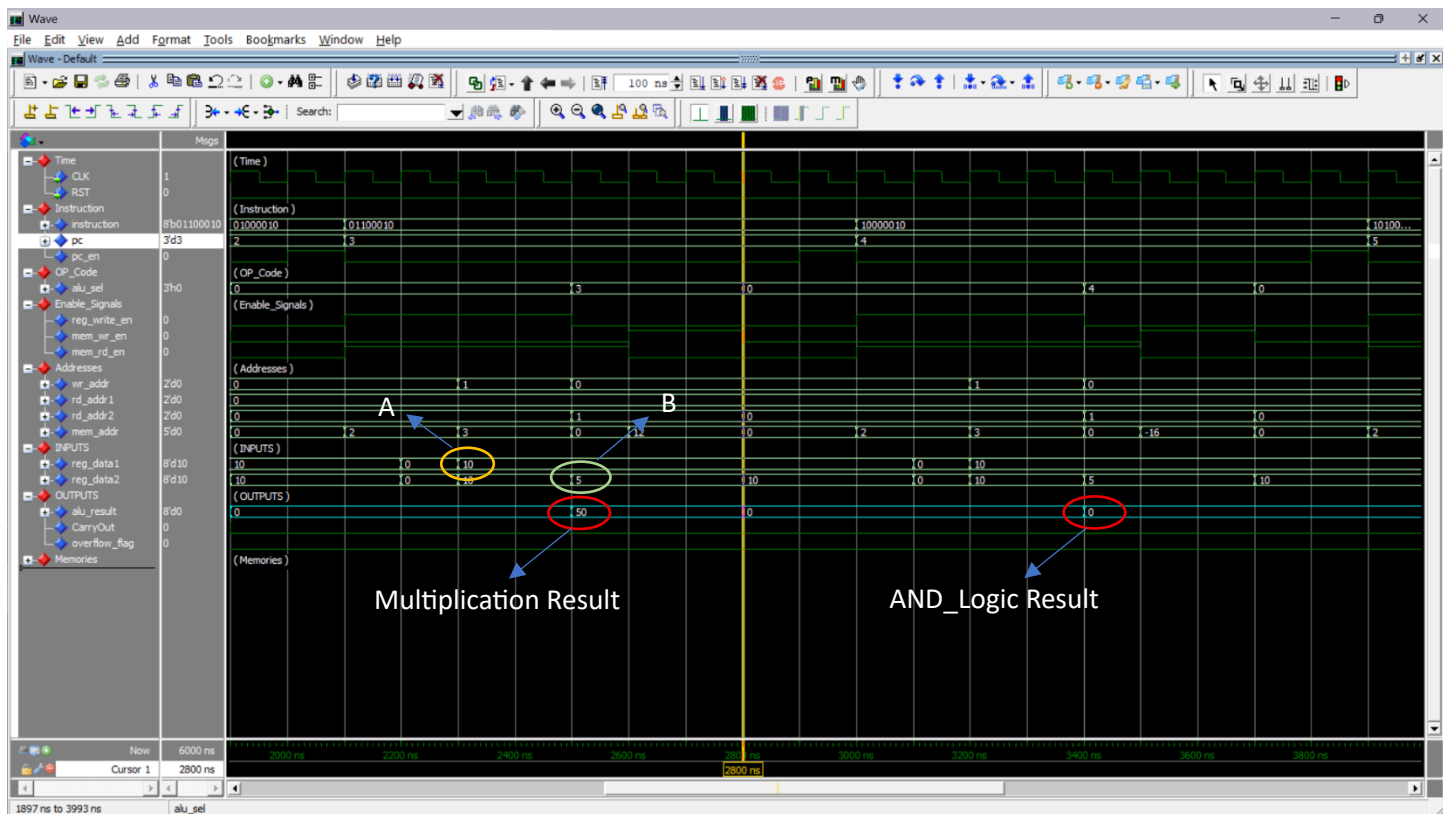 Wave
File Edit View Add Format Tools Bookmarks Window Help
Wave - Default
100 ns
Search:
Msgs
Time (Time)
CLK 1
RST 0
Instruction (Instruction)
instruction 8'b01100010 01000010 01100010 10000010 10100...
pc 3'd3 2 3 4 5
pc_en 0
OP_Code (OP_Code)
alu_sel 3'h0 0 3 0 4 0
Enable_Signals (Enable_Signals)
reg_write_en 0
mem_wr_en 0
mem_rd_en 0
Addresses (Addresses)
wr_addr 2'd0 0 1 0 1 0
rd_addr1 2'd0 0
A B
rd_addr2 2'd0 0 1 0 1 0
mem_addr 5'd0 0 2 3 0 12 0 2 3 0 -16 0 2
INPUTS (INPUTS)
reg_data1 8'd10 10 0 10 0 10
reg_data2 8'd10 10 0 10 5 10 0 10 5 10
OUTPUTS (OUTPUTS)
alu_result 8'd0 0 50 0 0
CarryOut 0
overflow_flag 0
Memories (Memories)
Multiplication Result AND_Logic Result
Now 6000 ns 2000 ns 2200 ns 2400 ns 2600 ns 2800 ns 3000 ns 3200 ns 3400 ns 3600 ns 3800 ns
Cursor 1 2800 ns 2800 ns
1897 ns to 3993 ns alu_sel